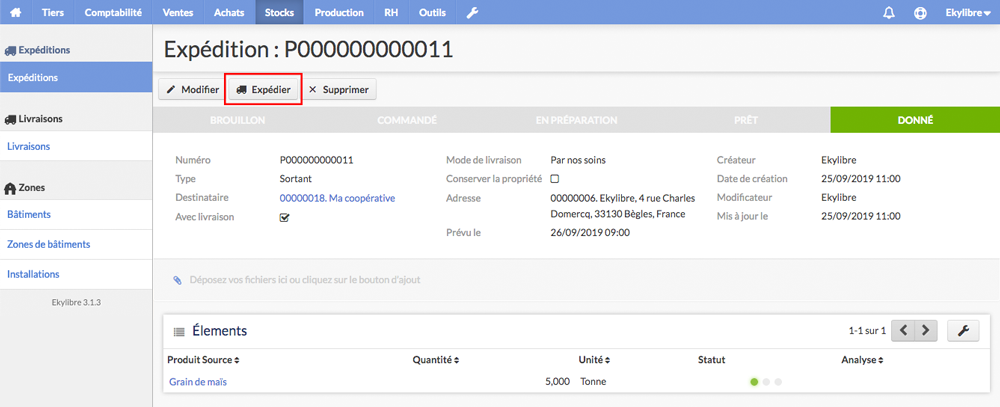 Tiers Comptabilité Ventes Achats Stocks Production RH Outils Ekylibre
Expéditions
Expéditions
Livraisons
Livraisons
Zones
Bâtiments
Zones de bâtiments
Installations
Ekylibre 3.1.3
Expédition : P000000000011
Modifier Expédier Supprimer
BROUILLON COMMANDÉ EN PRÉPARATION PRÊT DONNÉ
Numéro P000000000011
Type Sortant
Destinataire 00000018. Ma coopérative
Avec livraison
Mode de livraison Par nos soins
Conserver la propriété
Adresse 00000006. Ekylibre, 4 rue Charles
Domercq, 33130 Bègles, France
Prévu le 26/09/2019 09:00
Créateur Ekylibre
Date de création 25/09/2019 11:00
Modificateur Ekylibre
Mis à jour le 25/09/2019 11:00
Déposez vos fichiers ici ou cliquez sur le bouton d'ajout
Élements 1-1 sur 1
Produit Source Quantité Unité Statut Analyse
Grain de maïs 5,000 Tonne